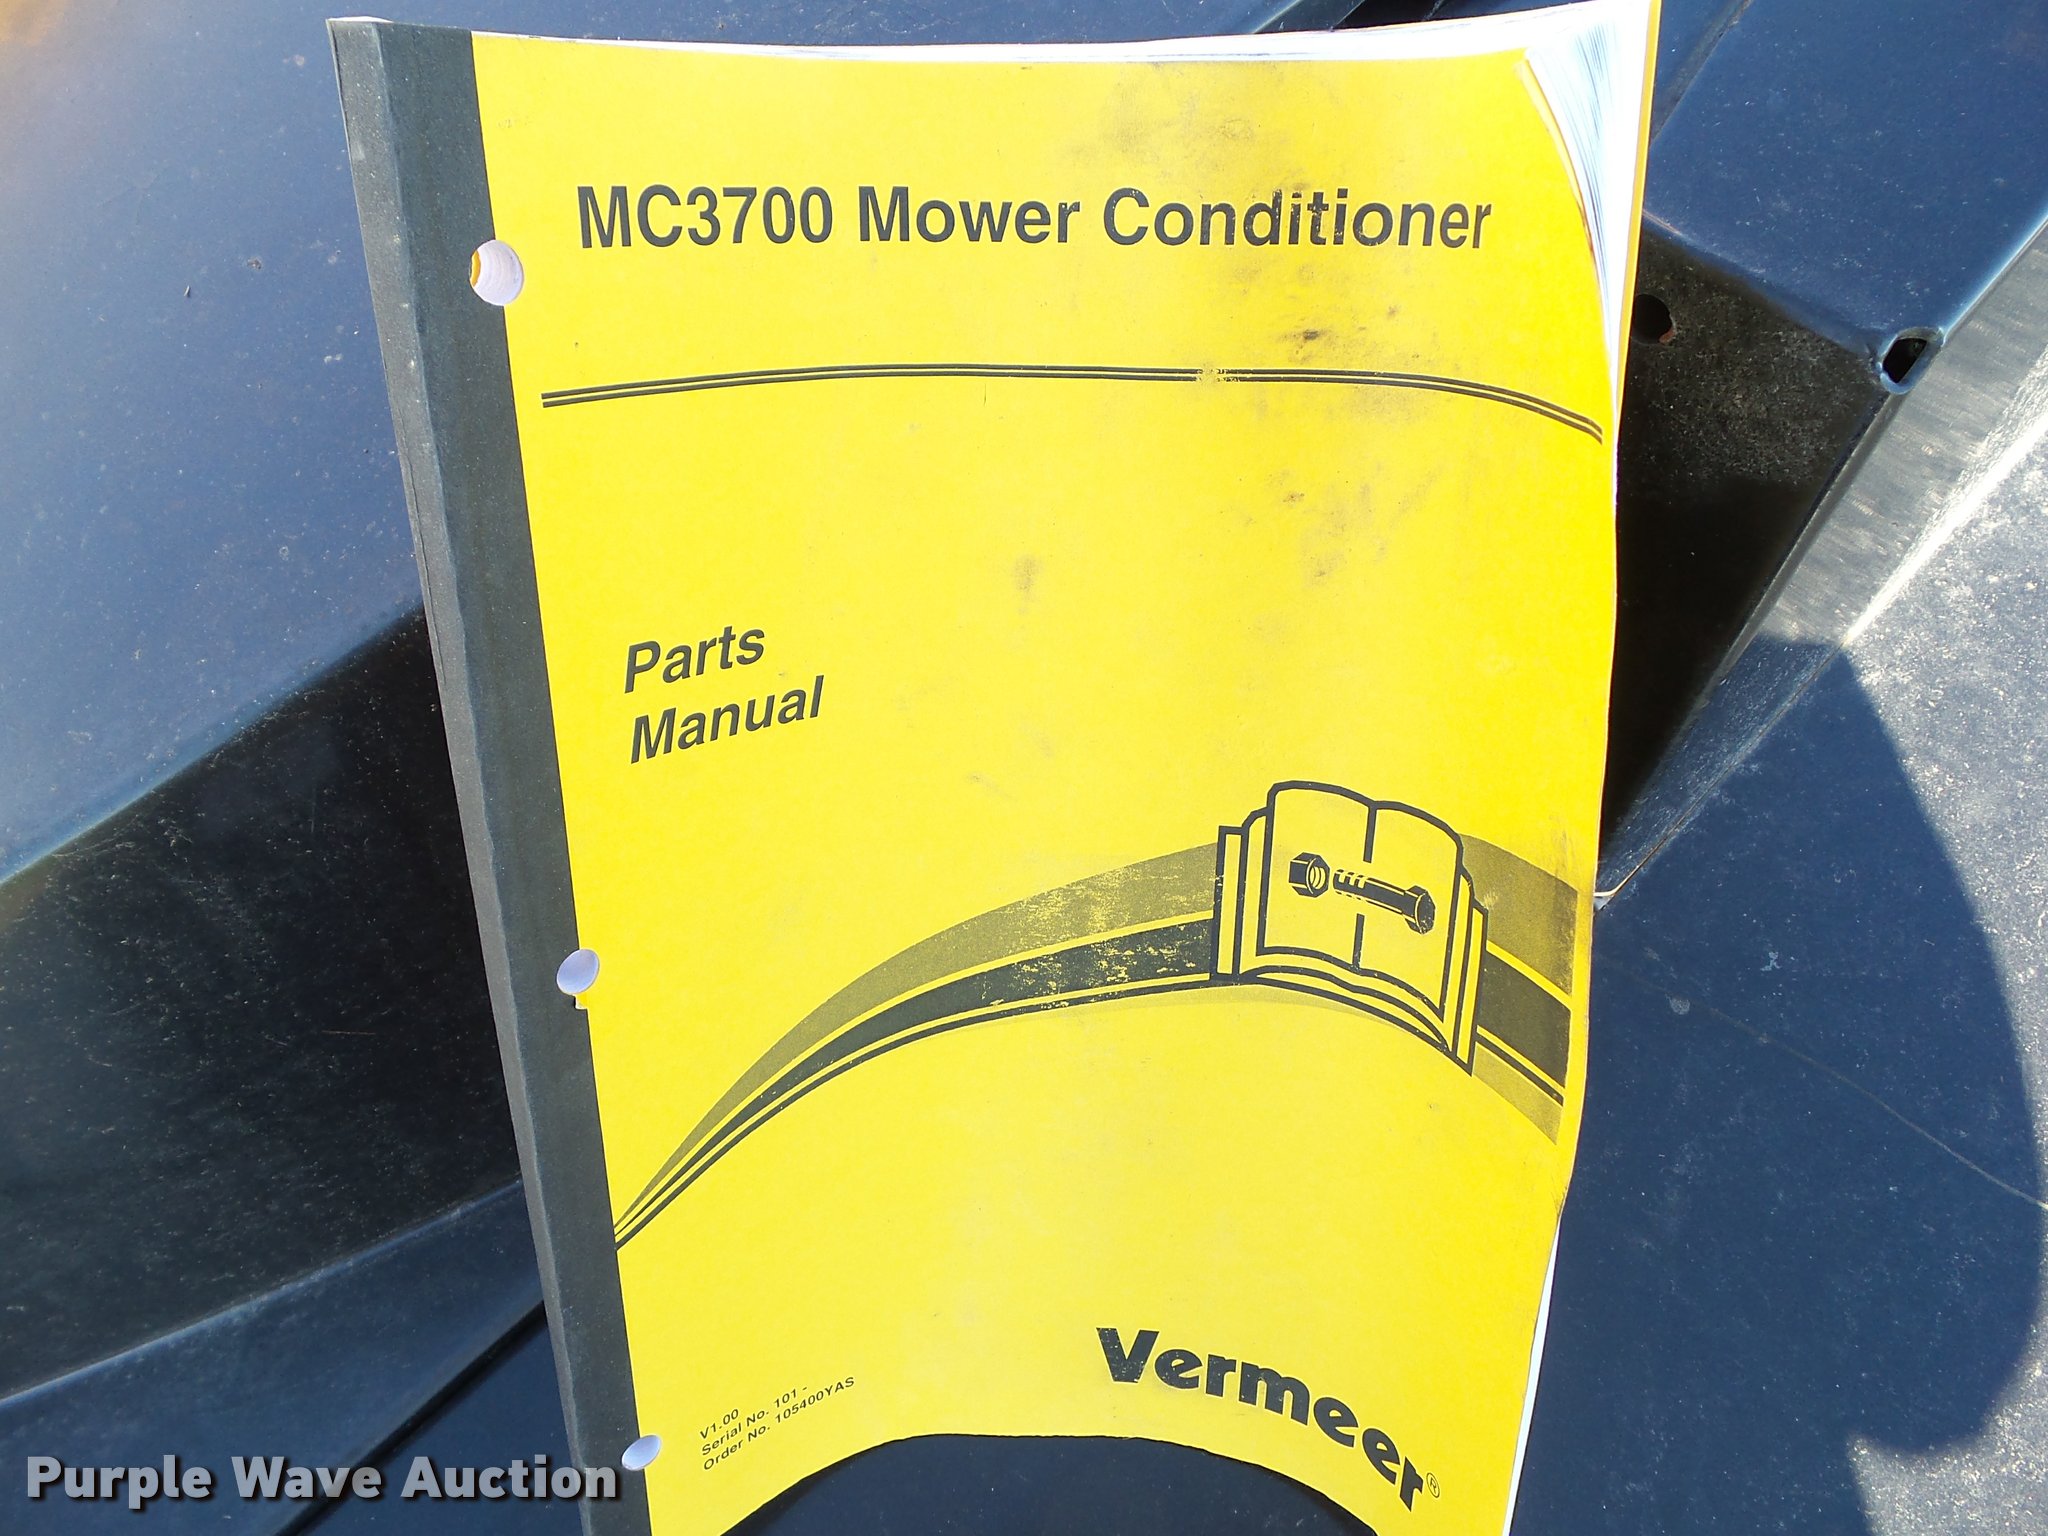 MC3700 Mower Conditioner
Parts
Manual
Vermeer®
V1.00
Serial No. 101 -
Order No. 105400YAS
Purple Wave Auction